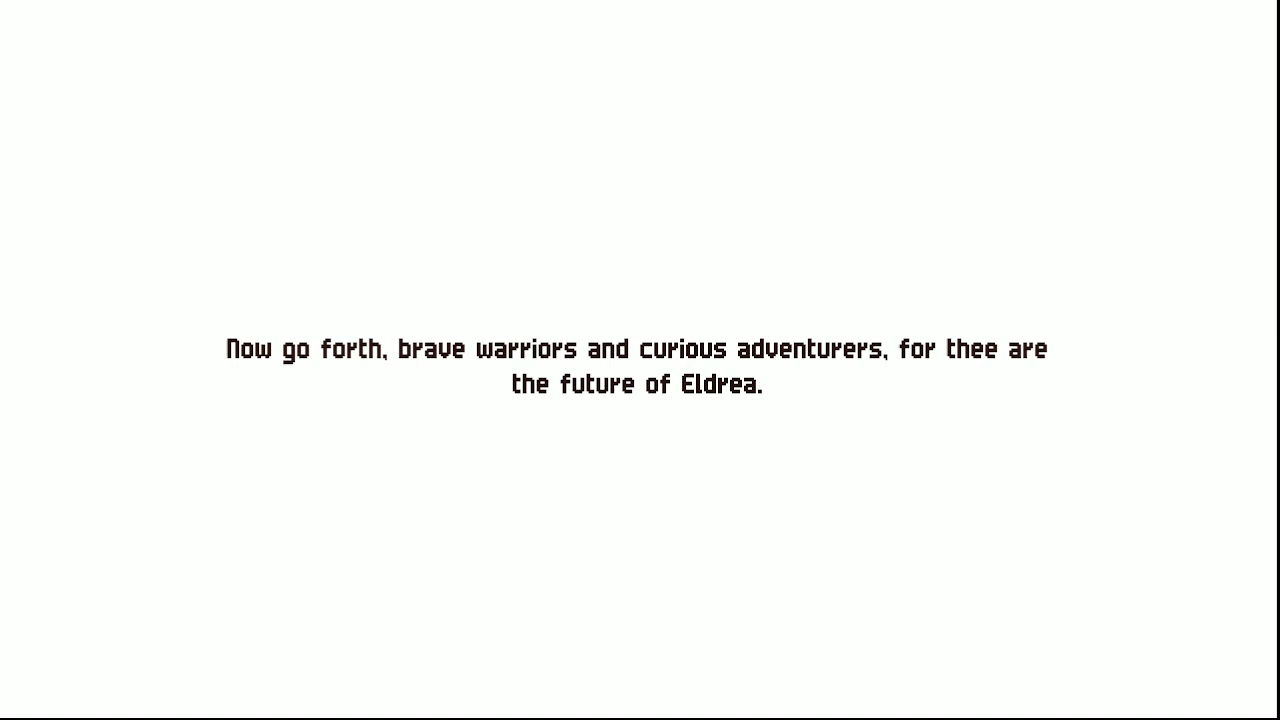 Now go forth, brave warriors and curious adventurers, for thee are
the future of Eldrea.